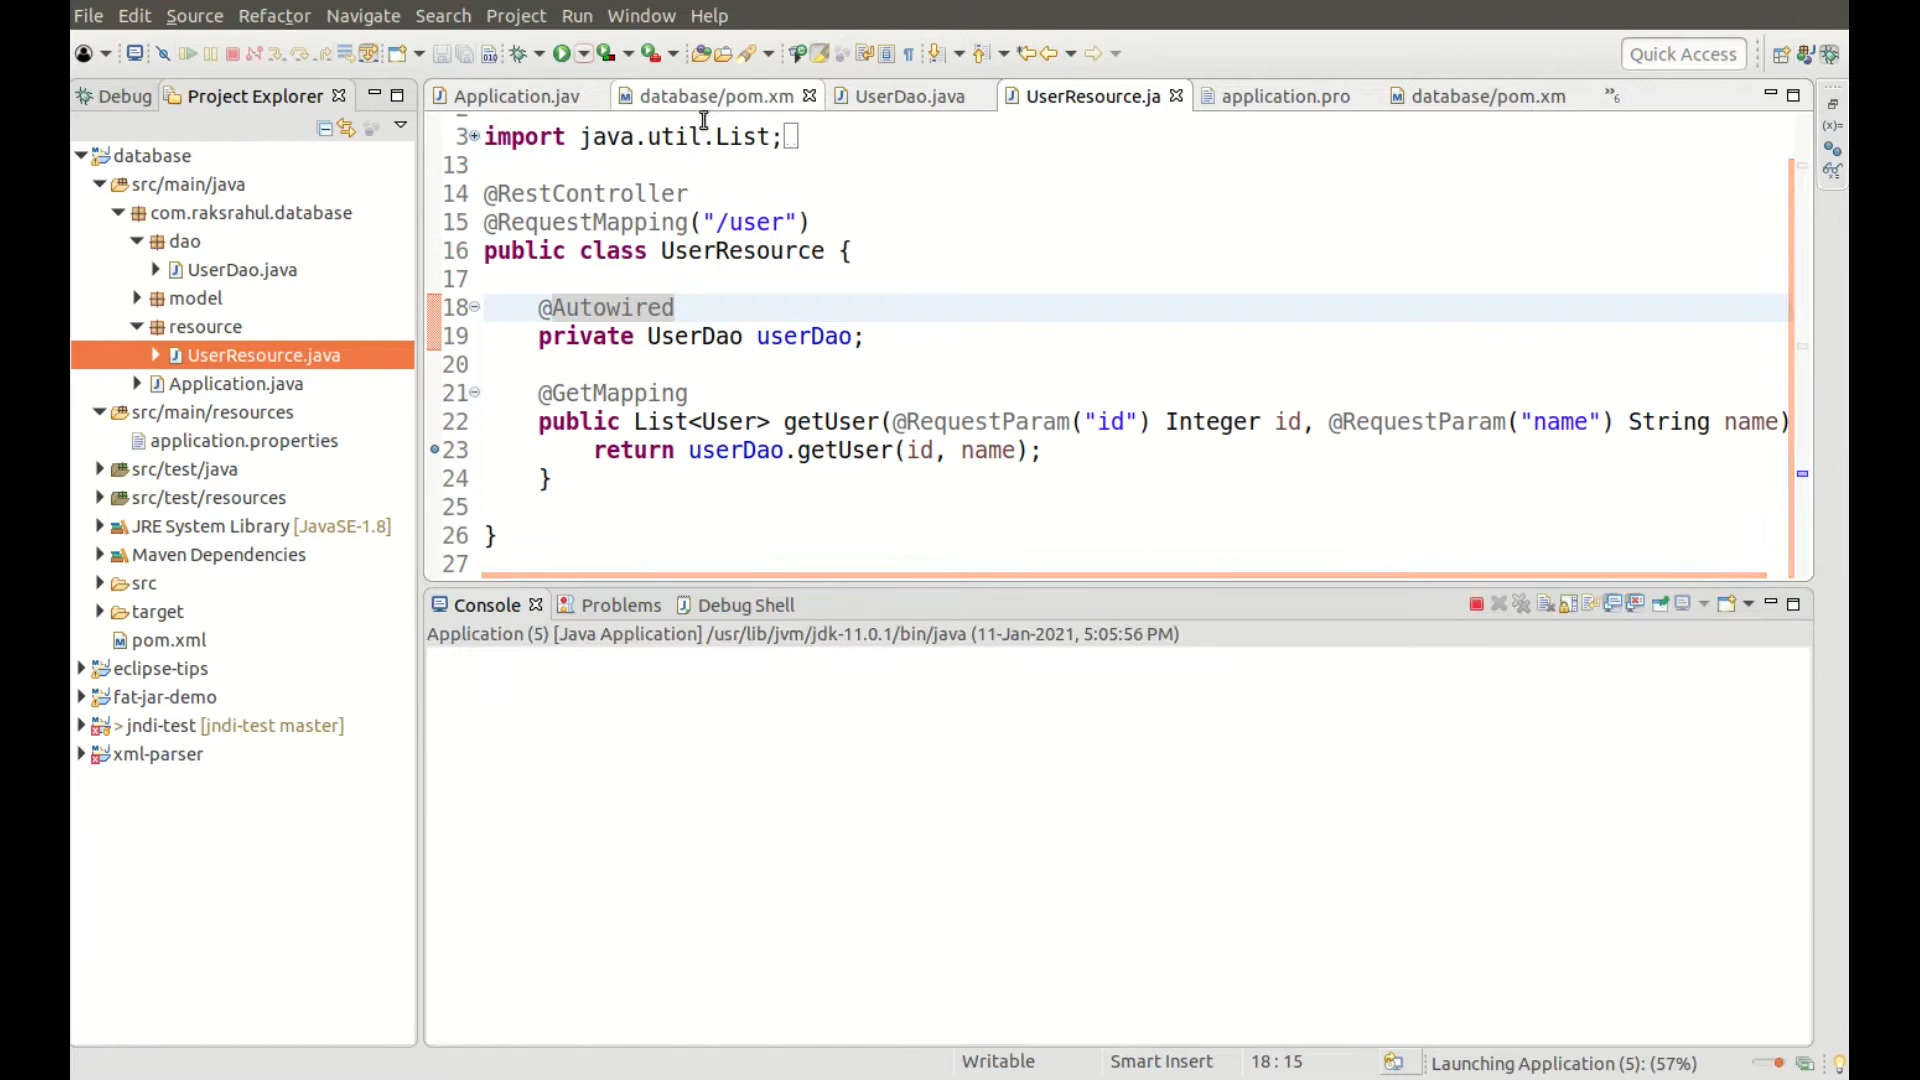 File Edit Source Refactor Navigate Search Project Run Window Help
Quick Access
Debug Project Explorer
Application.jav database/pom.xm UserDao.java UserResource.ja application.pro database/pom.xm »6
database
src/main/java
com.raksrahul.database
dao
UserDao.java
model
resource
UserResource.java
Application.java
src/main/resources
application.properties
src/test/java
src/test/resources
JRE System Library [JavaSE-1.8]
Maven Dependencies
src
target
pom.xml
eclipse-tips
fat-jar-demo
> jndi-test [jndi-test master]
xml-parser
3 import java.util.List;
13
14 @RestController
15 @RequestMapping("/user")
16 public class UserResource {
17
18 @Autowired
19 private UserDao userDao;
20
21 @GetMapping
22 public List<User> getUser(@RequestParam("id") Integer id, @RequestParam("name") String name)
23 return userDao.getUser(id, name);
24 }
25
26 }
27
Console Problems Debug Shell
Application (5) [Java Application] /usr/lib/jvm/jdk-11.0.1/bin/java (11-Jan-2021, 5:05:56 PM)
Writable Smart Insert 18 : 15 Launching Application (5): (57%)